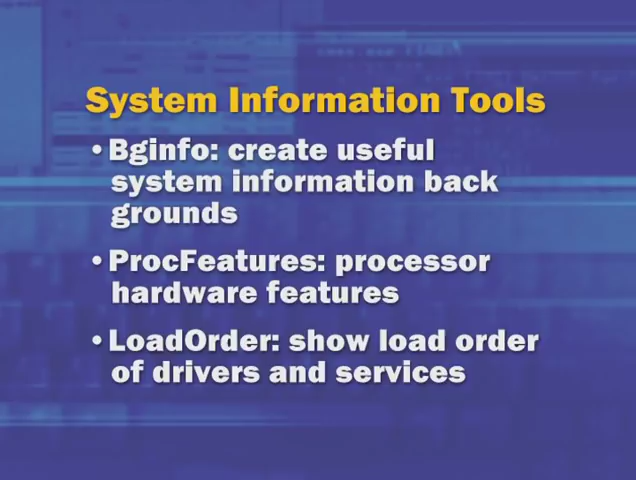 System Information Tools
•Bginfo: create useful
system information back
grounds
•ProcFeatures: processor
hardware features
•LoadOrder: show load order
of drivers and services